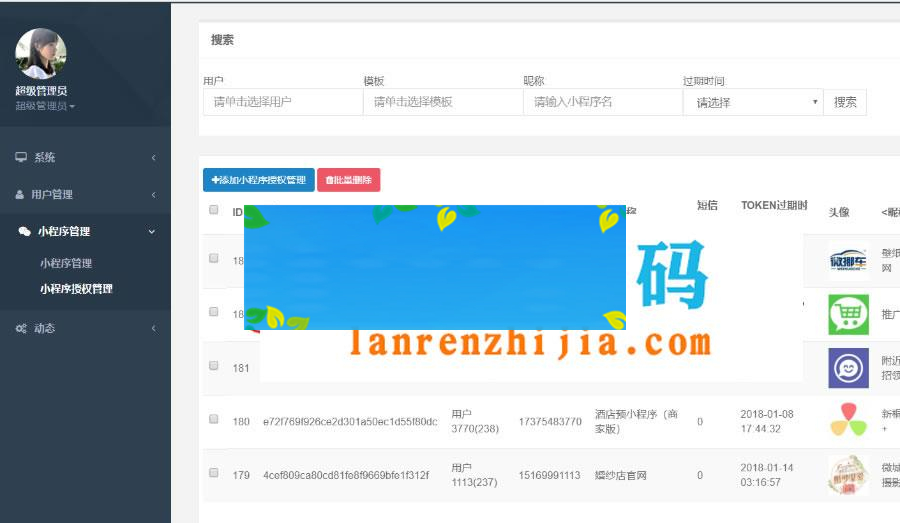 搜索
用户
模板
昵称
过期时间
请单击选择用户
请单击选择模板
请输入小程序名
请选择
搜索
超级管理员
超级管理员
系统
用户管理
小程序管理
小程序管理
小程序授权管理
动态
添加小程序授权管理
批量删除
ID
称
短信
TOKEN过期时
头像
<昵
码
lanrenzhijia.com
18
微挪车
壁纸
网
18
推广
181
附近
招领
180
e72f769f926ce2d301a50ec1d55f80dc
用户
3770(238)
17375483770
酒店预小程序（商
家版）
0
2018-01-08
17:44:32
+
179
4cef809ca80cd81fe8f9669bfe1f312f
用户
1113(237)
15169991113
婚纱店官网
0
2018-01-14
03:16:57
微城
摄影